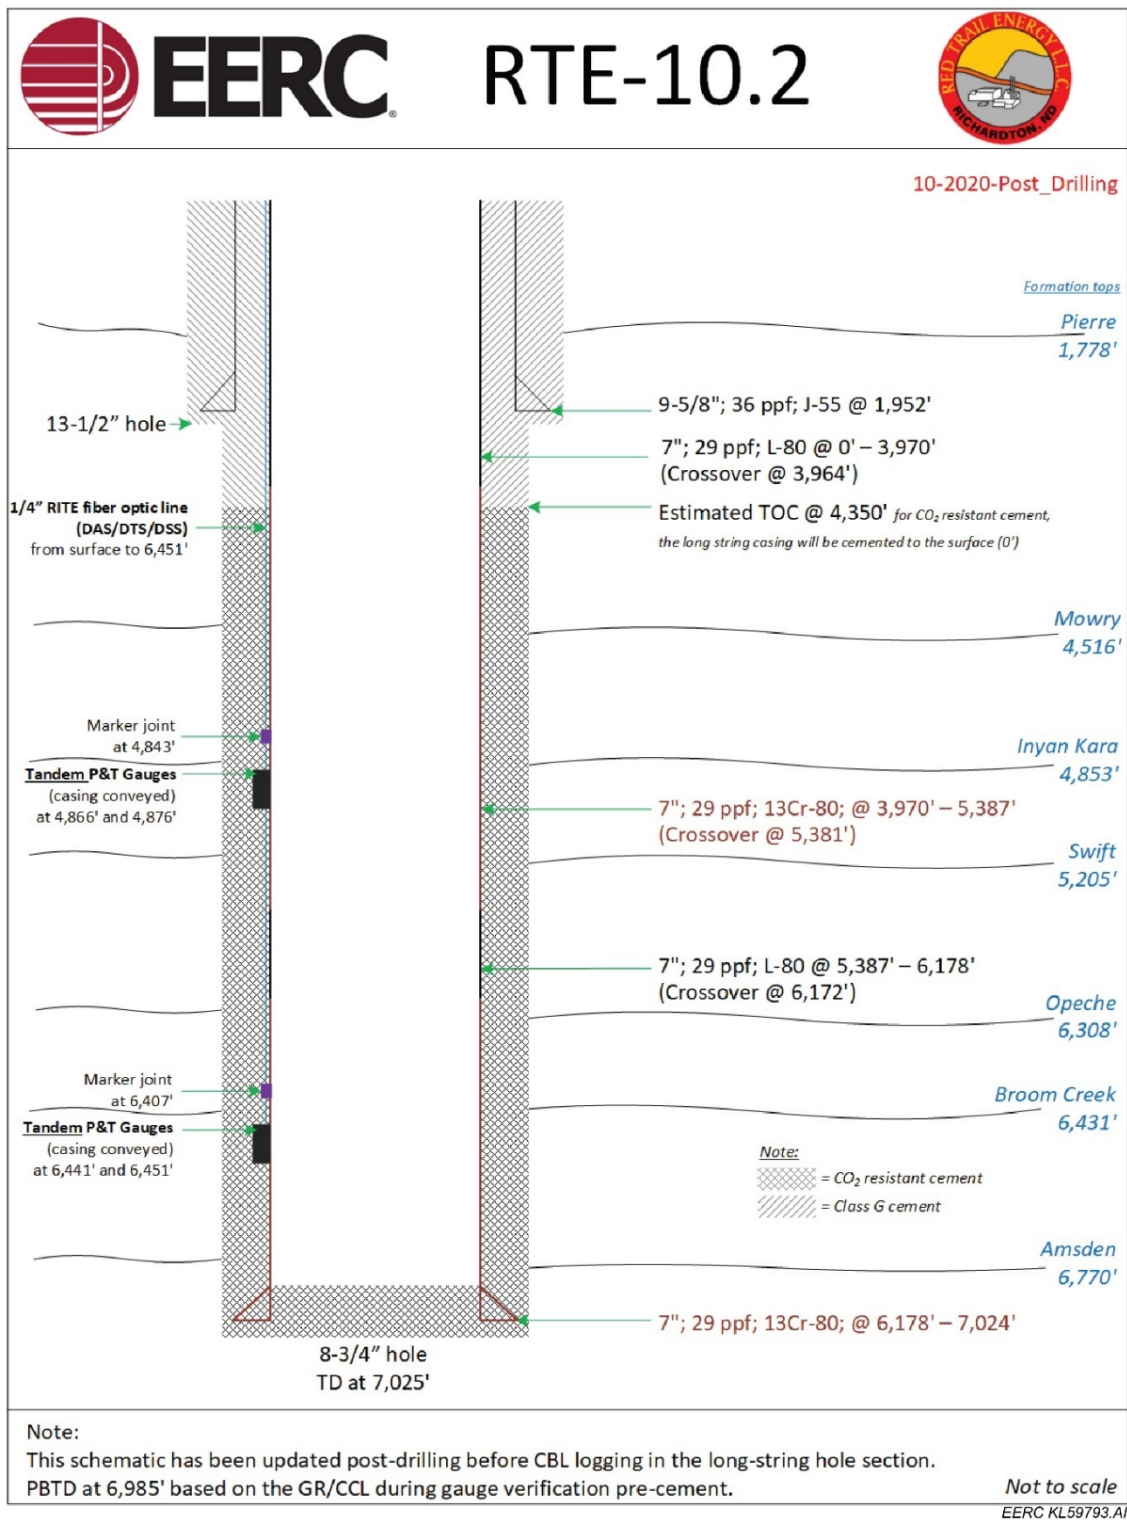 EERC® RTE-10.2
RED TRAIL ENERGY L.L.C.
RICHARDTON, ND
10-2020-Post_Drilling
Formation tops
Pierre
1,778'
9-5/8"; 36 ppf; J-55 @ 1,952'
13-1/2” hole
7"; 29 ppf; L-80 @ 0' – 3,970'
(Crossover @ 3,964')
1/4” RITE fiber optic line
(DAS/DTS/DSS)
from surface to 6,451'
Estimated TOC @ 4,350' for CO₂ resistant cement,
the long string casing will be cemented to the surface (0')
Mowry
4,516'
Marker joint
at 4,843'
Inyan Kara
4,853'
Tandem P&T Gauges
(casing conveyed)
at 4,866' and 4,876'
7"; 29 ppf; 13Cr-80; @ 3,970' – 5,387'
(Crossover @ 5,381')
Swift
5,205'
7"; 29 ppf; L-80 @ 5,387' – 6,178'
(Crossover @ 6,172')
Opeche
6,308'
Marker joint
at 6,407'
Broom Creek
6,431'
Tandem P&T Gauges
(casing conveyed)
at 6,441' and 6,451'
Note:
= CO₂ resistant cement
= Class G cement
Amsden
6,770'
7"; 29 ppf; 13Cr-80; @ 6,178' – 7,024'
8-3/4” hole
TD at 7,025'
Note:
This schematic has been updated post-drilling before CBL logging in the long-string hole section.
PBTD at 6,985' based on the GR/CCL during gauge verification pre-cement.
Not to scale
EERC KL59793.AI